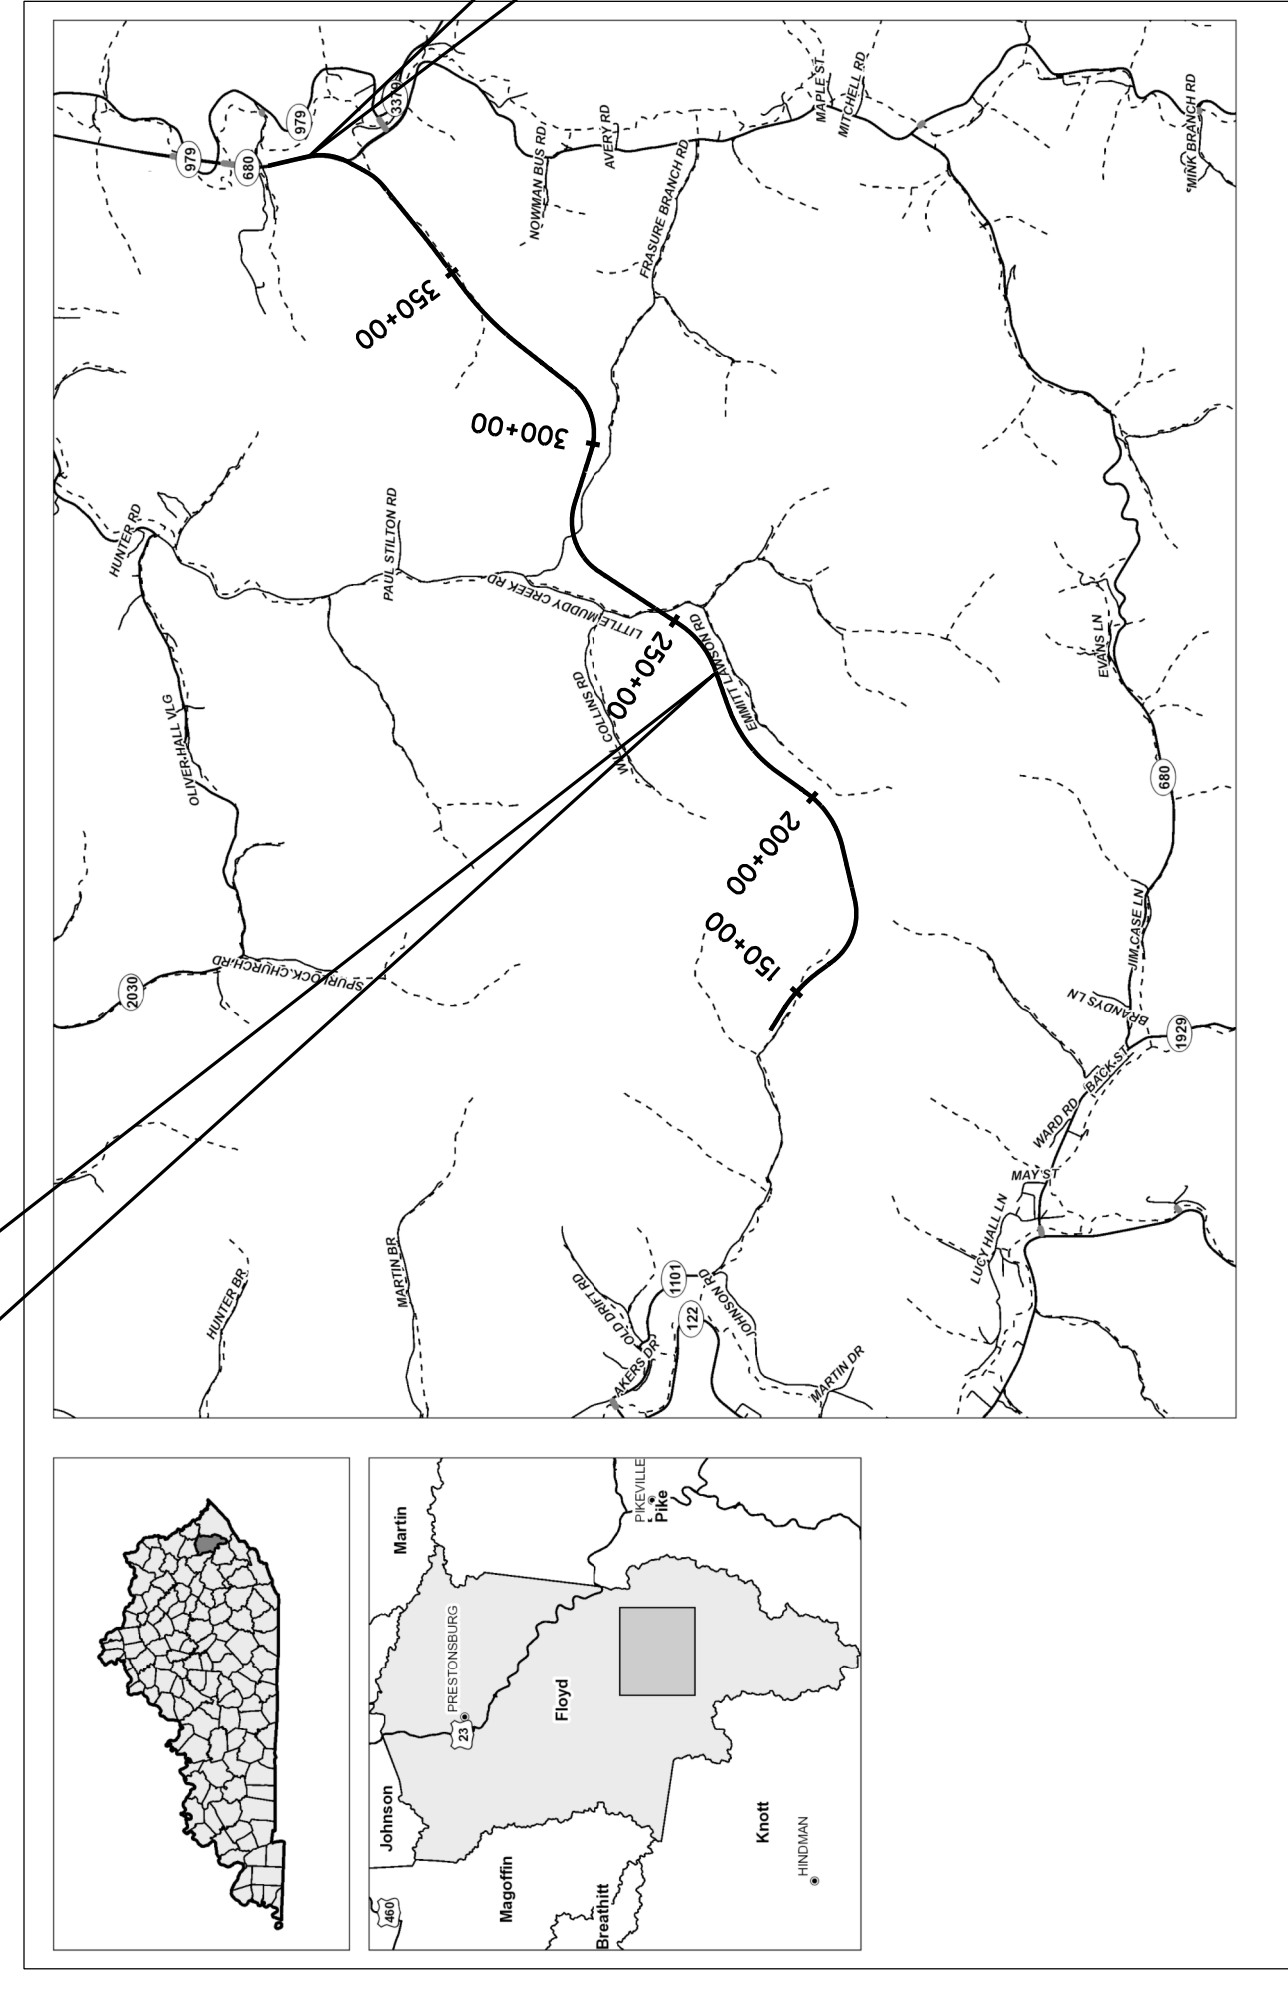 979
3379
979
680
MAPLE ST
MITCHELL RD
MINK BRANCH RD
AVERY RD
NOWMAN BUS RD
FRASURE BRANCH RD
350+00
300+00
HUNTER RD
PAUL STILTON RD
LITTLE MUDDY CREEK RD
250+00
EMMITT LAWSON RD
EVANS LN
WILL COLLINS RD
OLIVER HALL VLG
680
200+00
150+00
JIM CASE LN
SPURLOCK CHURCH RD
2030
BRANDYS LN
1929
BACK ST
WARD RD
MAY ST
LUCY HALL LN
HUNTER BR
MARTIN BR
OLD DRIFT RD
1101
122
JOHNSON RD
AKERS DR
MARTIN DR
Martin
PIKEVILLE
Pike
PRESTONSBURG
23
Floyd
Johnson
460
Magoffin
Breathitt
Knott
HINDMAN